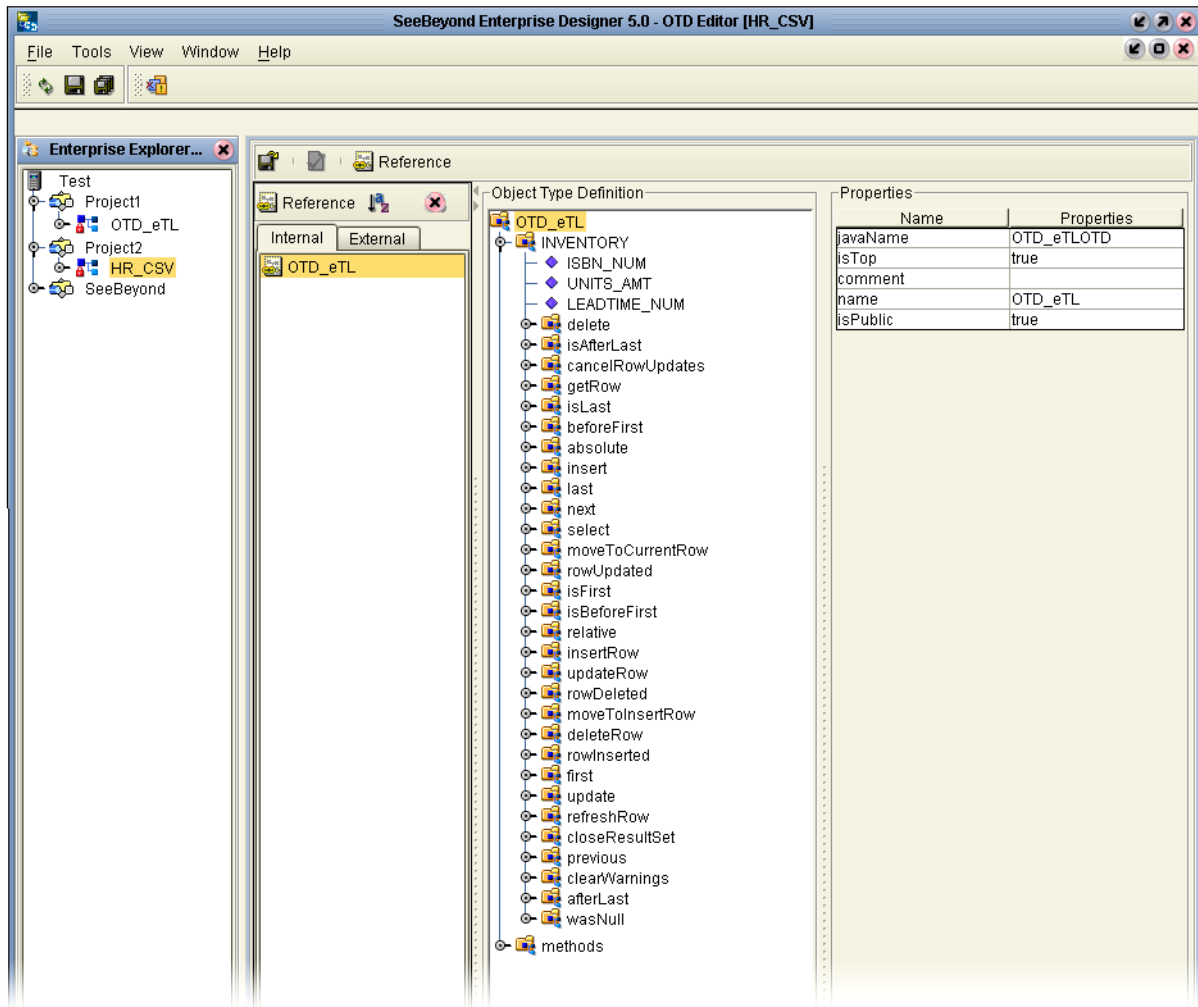 SeeBeyond Enterprise Designer 5.0 - OTD Editor [HR_CSV]
File Tools View Window Help
Enterprise Explorer...
Test
Project1
OTD_eTL
Project2
HR_CSV
SeeBeyond
Reference
Reference
Internal External
OTD_eTL
Object Type Definition
OTD_eTL
INVENTORY
ISBN_NUM
UNITS_AMT
LEADTIME_NUM
delete
isAfterLast
cancelRowUpdates
getRow
isLast
beforeFirst
absolute
insert
last
next
select
moveToCurrentRow
rowUpdated
isFirst
isBeforeFirst
relative
insertRow
updateRow
rowDeleted
moveToInsertRow
deleteRow
rowInserted
first
update
refreshRow
closeResultSet
previous
clearWarnings
afterLast
wasNull
methods
Properties
Name Properties
javaName OTD_eTLOTD
isTop true
comment
name OTD_eTL
isPublic true